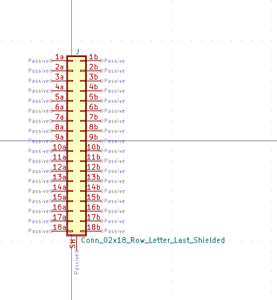 J
Passive 1a 1b Passive
Passive 2a 2b Passive
Passive 3a 3b Passive
Passive 4a 4b Passive
Passive 5a 5b Passive
Passive 6a 6b Passive
Passive 7a 7b Passive
Passive 8a 8b Passive
Passive 9a 9b Passive
Passive 10a 10b Passive
Passive 11a 11b Passive
Passive 12a 12b Passive
Passive 13a 13b Passive
Passive 14a 14b Passive
Passive 15a 15b Passive
Passive 16a 16b Passive
Passive 17a 17b Passive
Passive 18a 18b Passive
Conn_02x18_Row_Letter_Last_Shielded
SH
Passive